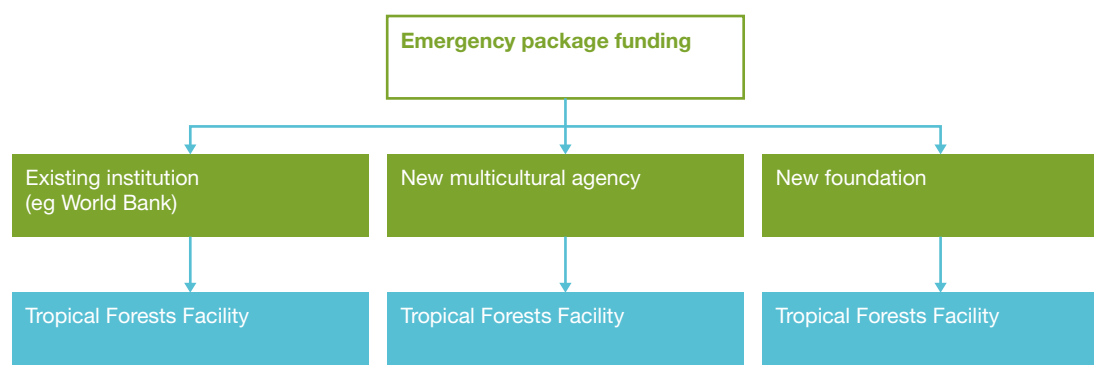 Emergency package funding
Existing institution
(eg World Bank)
New multicultural agency
New foundation
Tropical Forests Facility
Tropical Forests Facility
Tropical Forests Facility